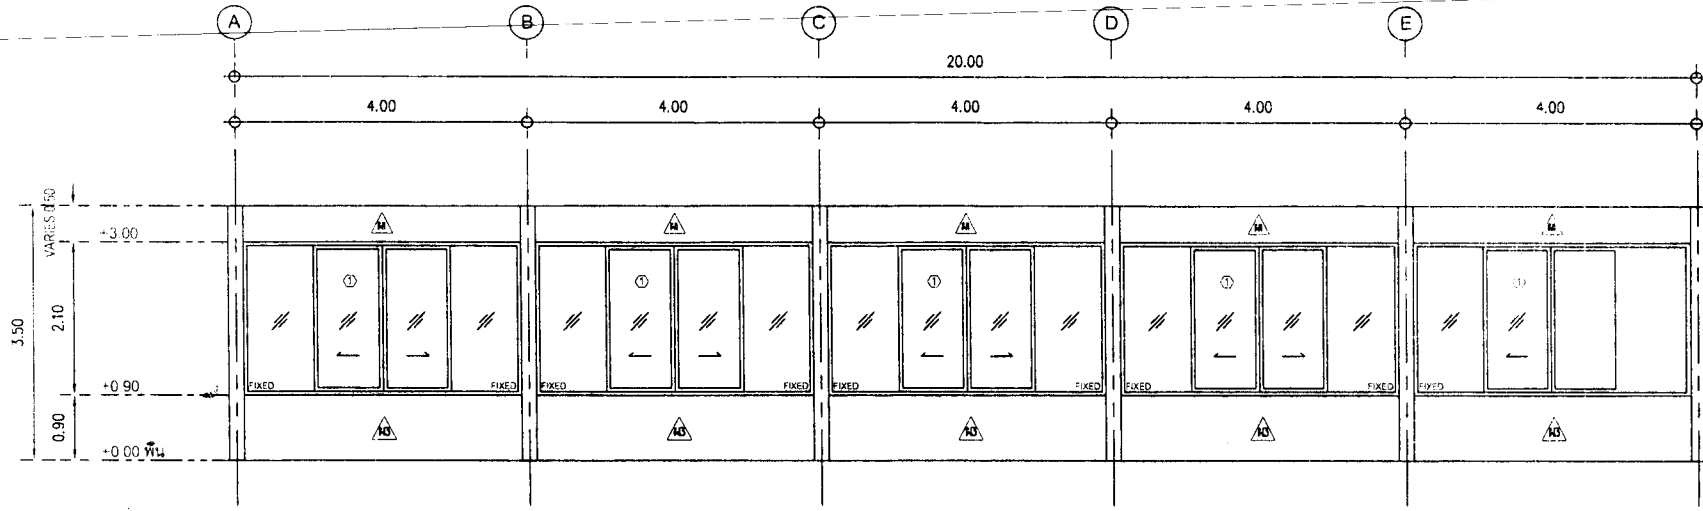 A B C D E
20.00
4.00 4.00 4.00 4.00 4.00
VARIES 0.50
+3.00
1 1 1 1 1
2.10
3.50
FIXED FIXED FIXED FIXED FIXED FIXED FIXED FIXED FIXED
+0.90
0.90
±0.00 พื้น